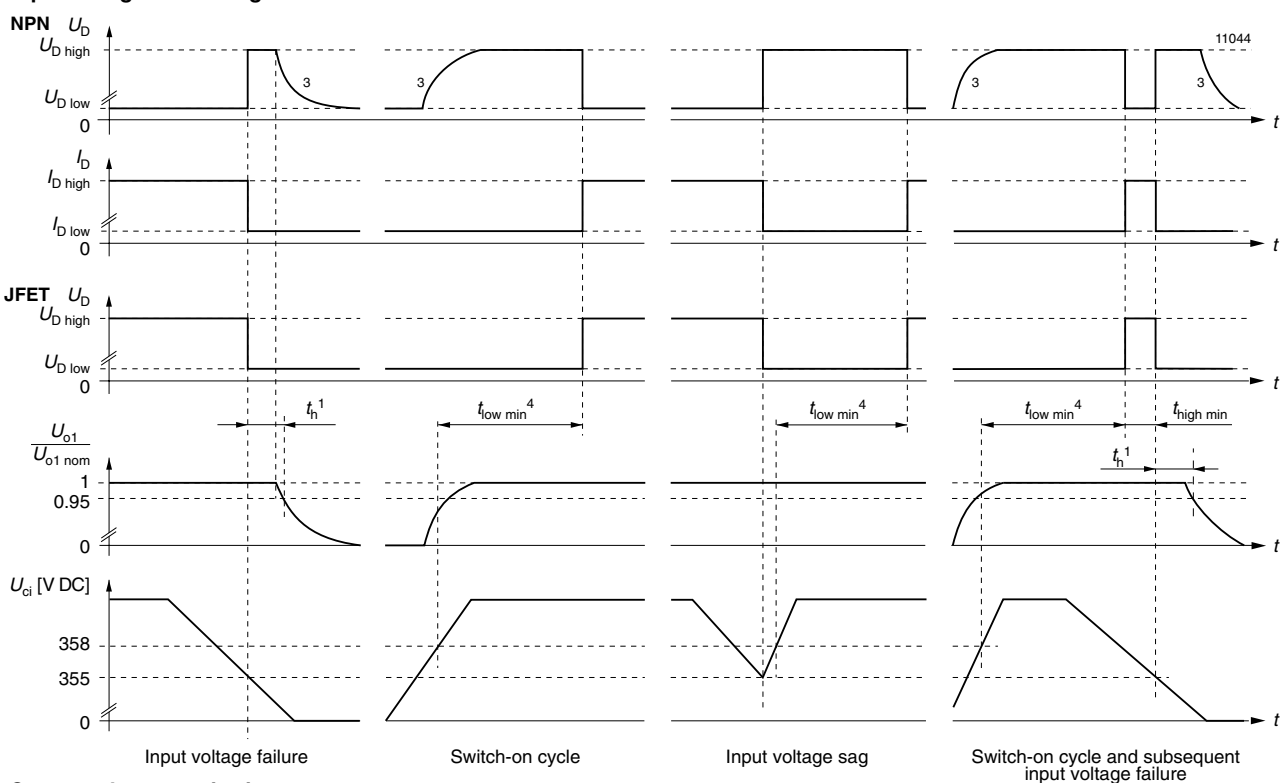 NPN U_D
U_D high
3
3
3
3
11044
U_D low
0
t
I_D
I_D high
I_D low
0
t
JFET U_D
U_D high
U_D low
0
t
t_h^1
t_low min^4
t_low min^4
t_low min^4
t_high min
U_o1
U_o1 nom
t_h^1
1
0.95
0
t
U_ci [V DC]
358
355
0
t
Input voltage failure
Switch-on cycle
Input voltage sag
Switch-on cycle and subsequent
input voltage failure